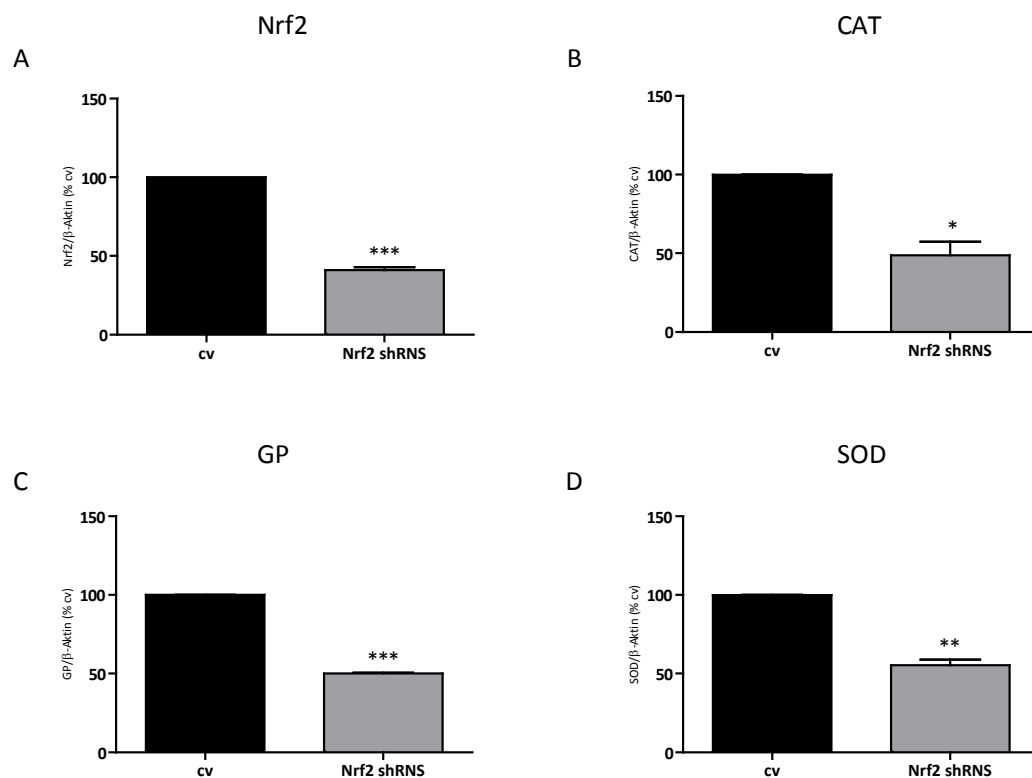 Nrf2
A
150
100
50
0
Nrf2/β-Aktin (% cv)
***
cv
Nrf2 shRNS
CAT
B
150
100
50
0
CAT/β-Aktin (% cv)
*
cv
Nrf2 shRNS
GP
C
150
100
50
0
GP/β-Aktin (% cv)
***
cv
Nrf2 shRNS
SOD
D
150
100
50
0
SOD/β-Aktin (% cv)
**
cv
Nrf2 shRNS